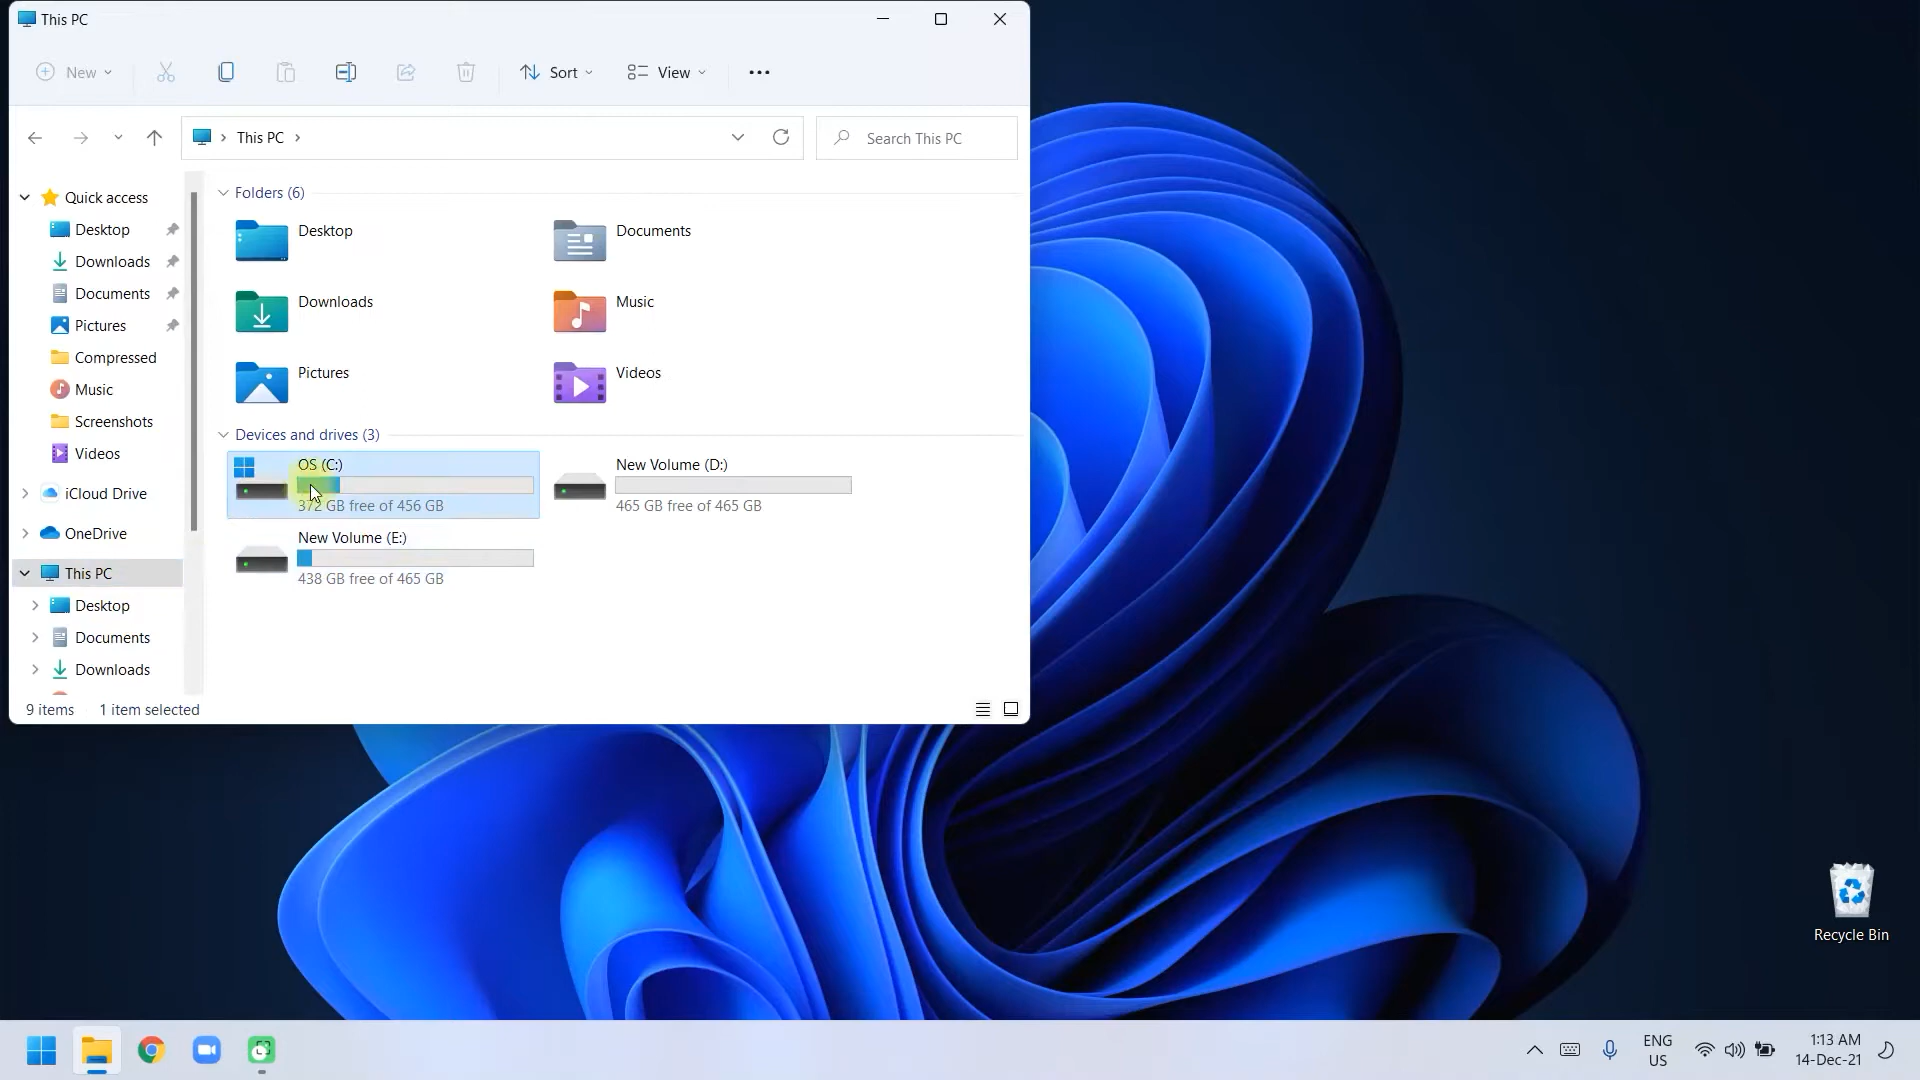 This PC
New
Sort
View
This PC
Search This PC
Quick access
Desktop
Downloads
Documents
Pictures
Compressed
Music
Screenshots
Videos
iCloud Drive
OneDrive
This PC
Desktop
Documents
Downloads
Folders (6)
Desktop
Documents
Downloads
Music
Pictures
Videos
Devices and drives (3)
OS (C:)
372 GB free of 456 GB
New Volume (D:)
465 GB free of 465 GB
New Volume (E:)
438 GB free of 465 GB
9 items
1 item selected
Recycle Bin
ENG
US
1:13 AM
14-Dec-21